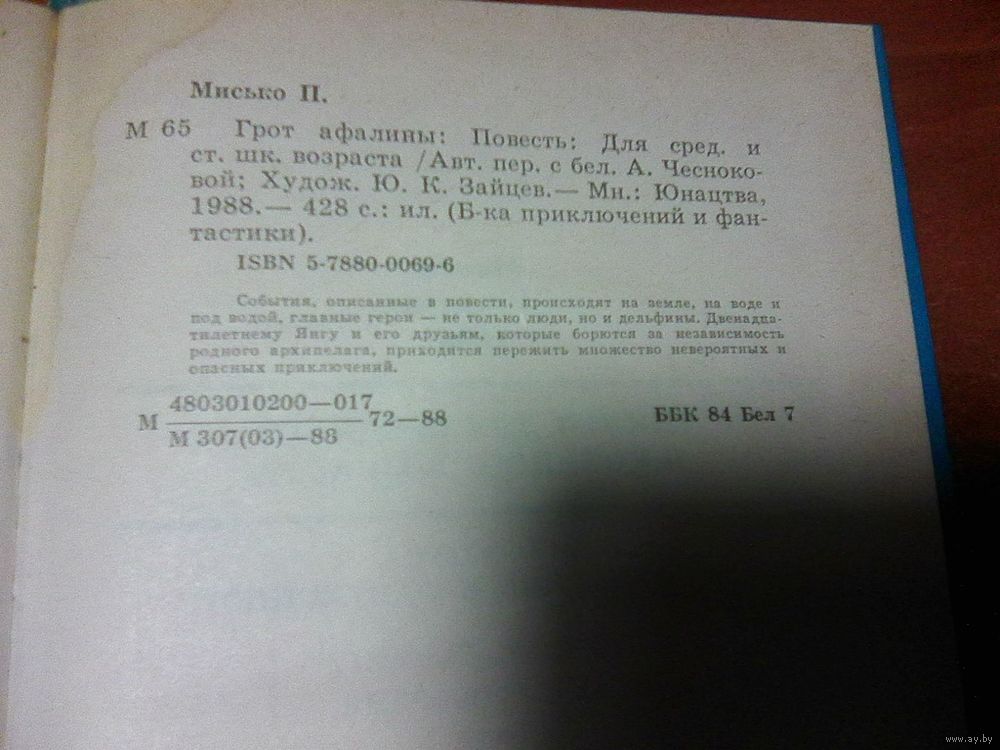 Мисько П.
М 65 Грот афалины: Повесть: Для сред. и
ст. шк. возраста /Авт. пер. с бел. А. Чесноко-
вой; Худож. Ю. К. Зайцев.— Мн.: Юнацтва,
1988.— 428 с.: ил. (Б-ка приключений и фан-
тастики).
ISBN 5-7880-0069-6
События, описанные в повести, происходят на земле, на воде и
под водой, главные герои — не только люди, но и дельфины. Двенадца-
тилетнему Янгу и его друзьям, которые борются за независимость
родного архипелага, приходится пережить множество невероятных и
опасных приключений.
4803010200—017
М 72—88
М 307(03)—88
ББК 84 Бел 7
www.ay.by